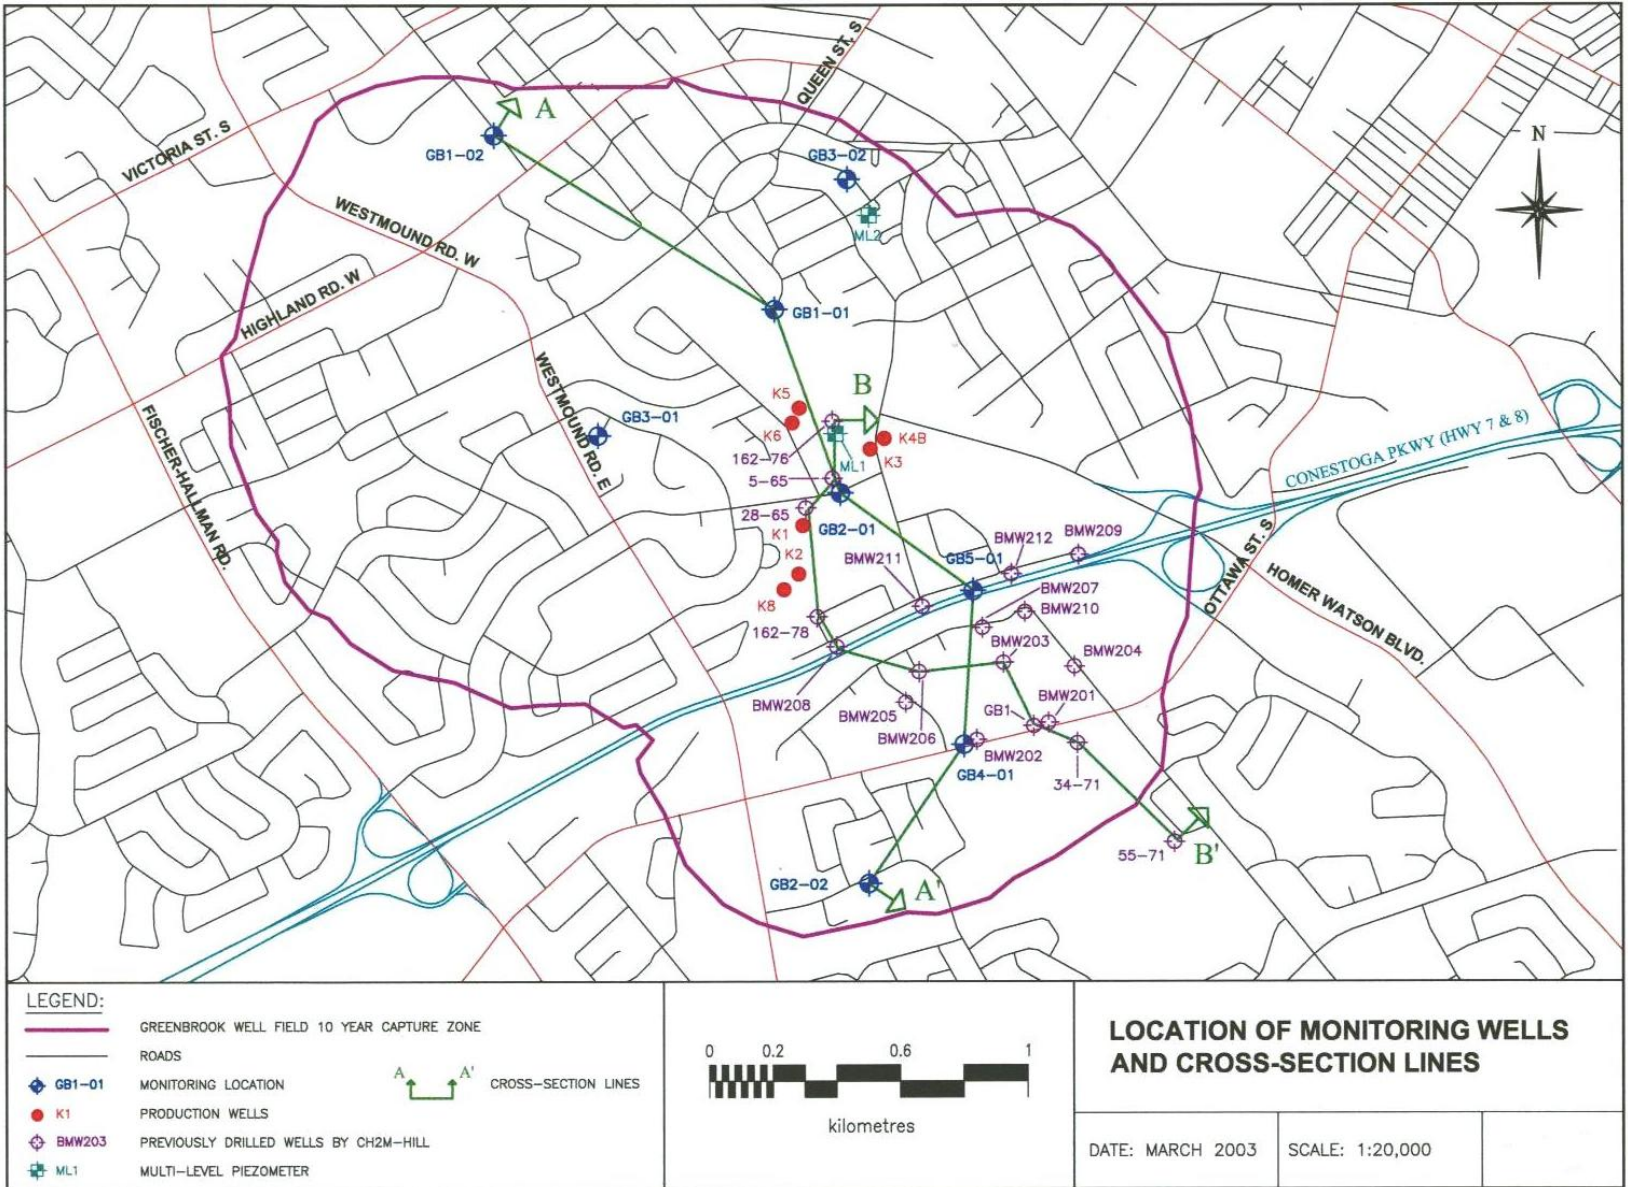 QUEEN ST. S
A
N
GB1-02
GB3-02
VICTORIA ST. S
WESTMOUND RD. W
ML2
HIGHLAND RD. W
GB1-01
WESTMOUND RD. E
B
K5
FISCHER-HALLMAN RD.
GB3-01
K6
K4B
CONESTOGA PKWY (HWY 7 & 8)
162-76
ML1
K3
5-65
28-65
GB2-01
K1
BMW212
BMW209
K2
BMW211
GB5-01
OTTAWA ST. S
HOMER WATSON BLVD.
BMW207
K8
BMW210
162-78
BMW203
BMW204
BMW208
BMW205
GB1
BMW201
BMW206
BMW202
GB4-01
34-71
55-71
B'
GB2-02
A'
LEGEND:
GREENBROOK WELL FIELD 10 YEAR CAPTURE ZONE
ROADS
GB1-01 MONITORING LOCATION
A A' CROSS-SECTION LINES
K1 PRODUCTION WELLS
BMW203 PREVIOUSLY DRILLED WELLS BY CH2M-HILL
ML1 MULTI-LEVEL PIEZOMETER
0 0.2 0.6 1
kilometres
LOCATION OF MONITORING WELLS
AND CROSS-SECTION LINES
DATE: MARCH 2003
SCALE: 1:20,000